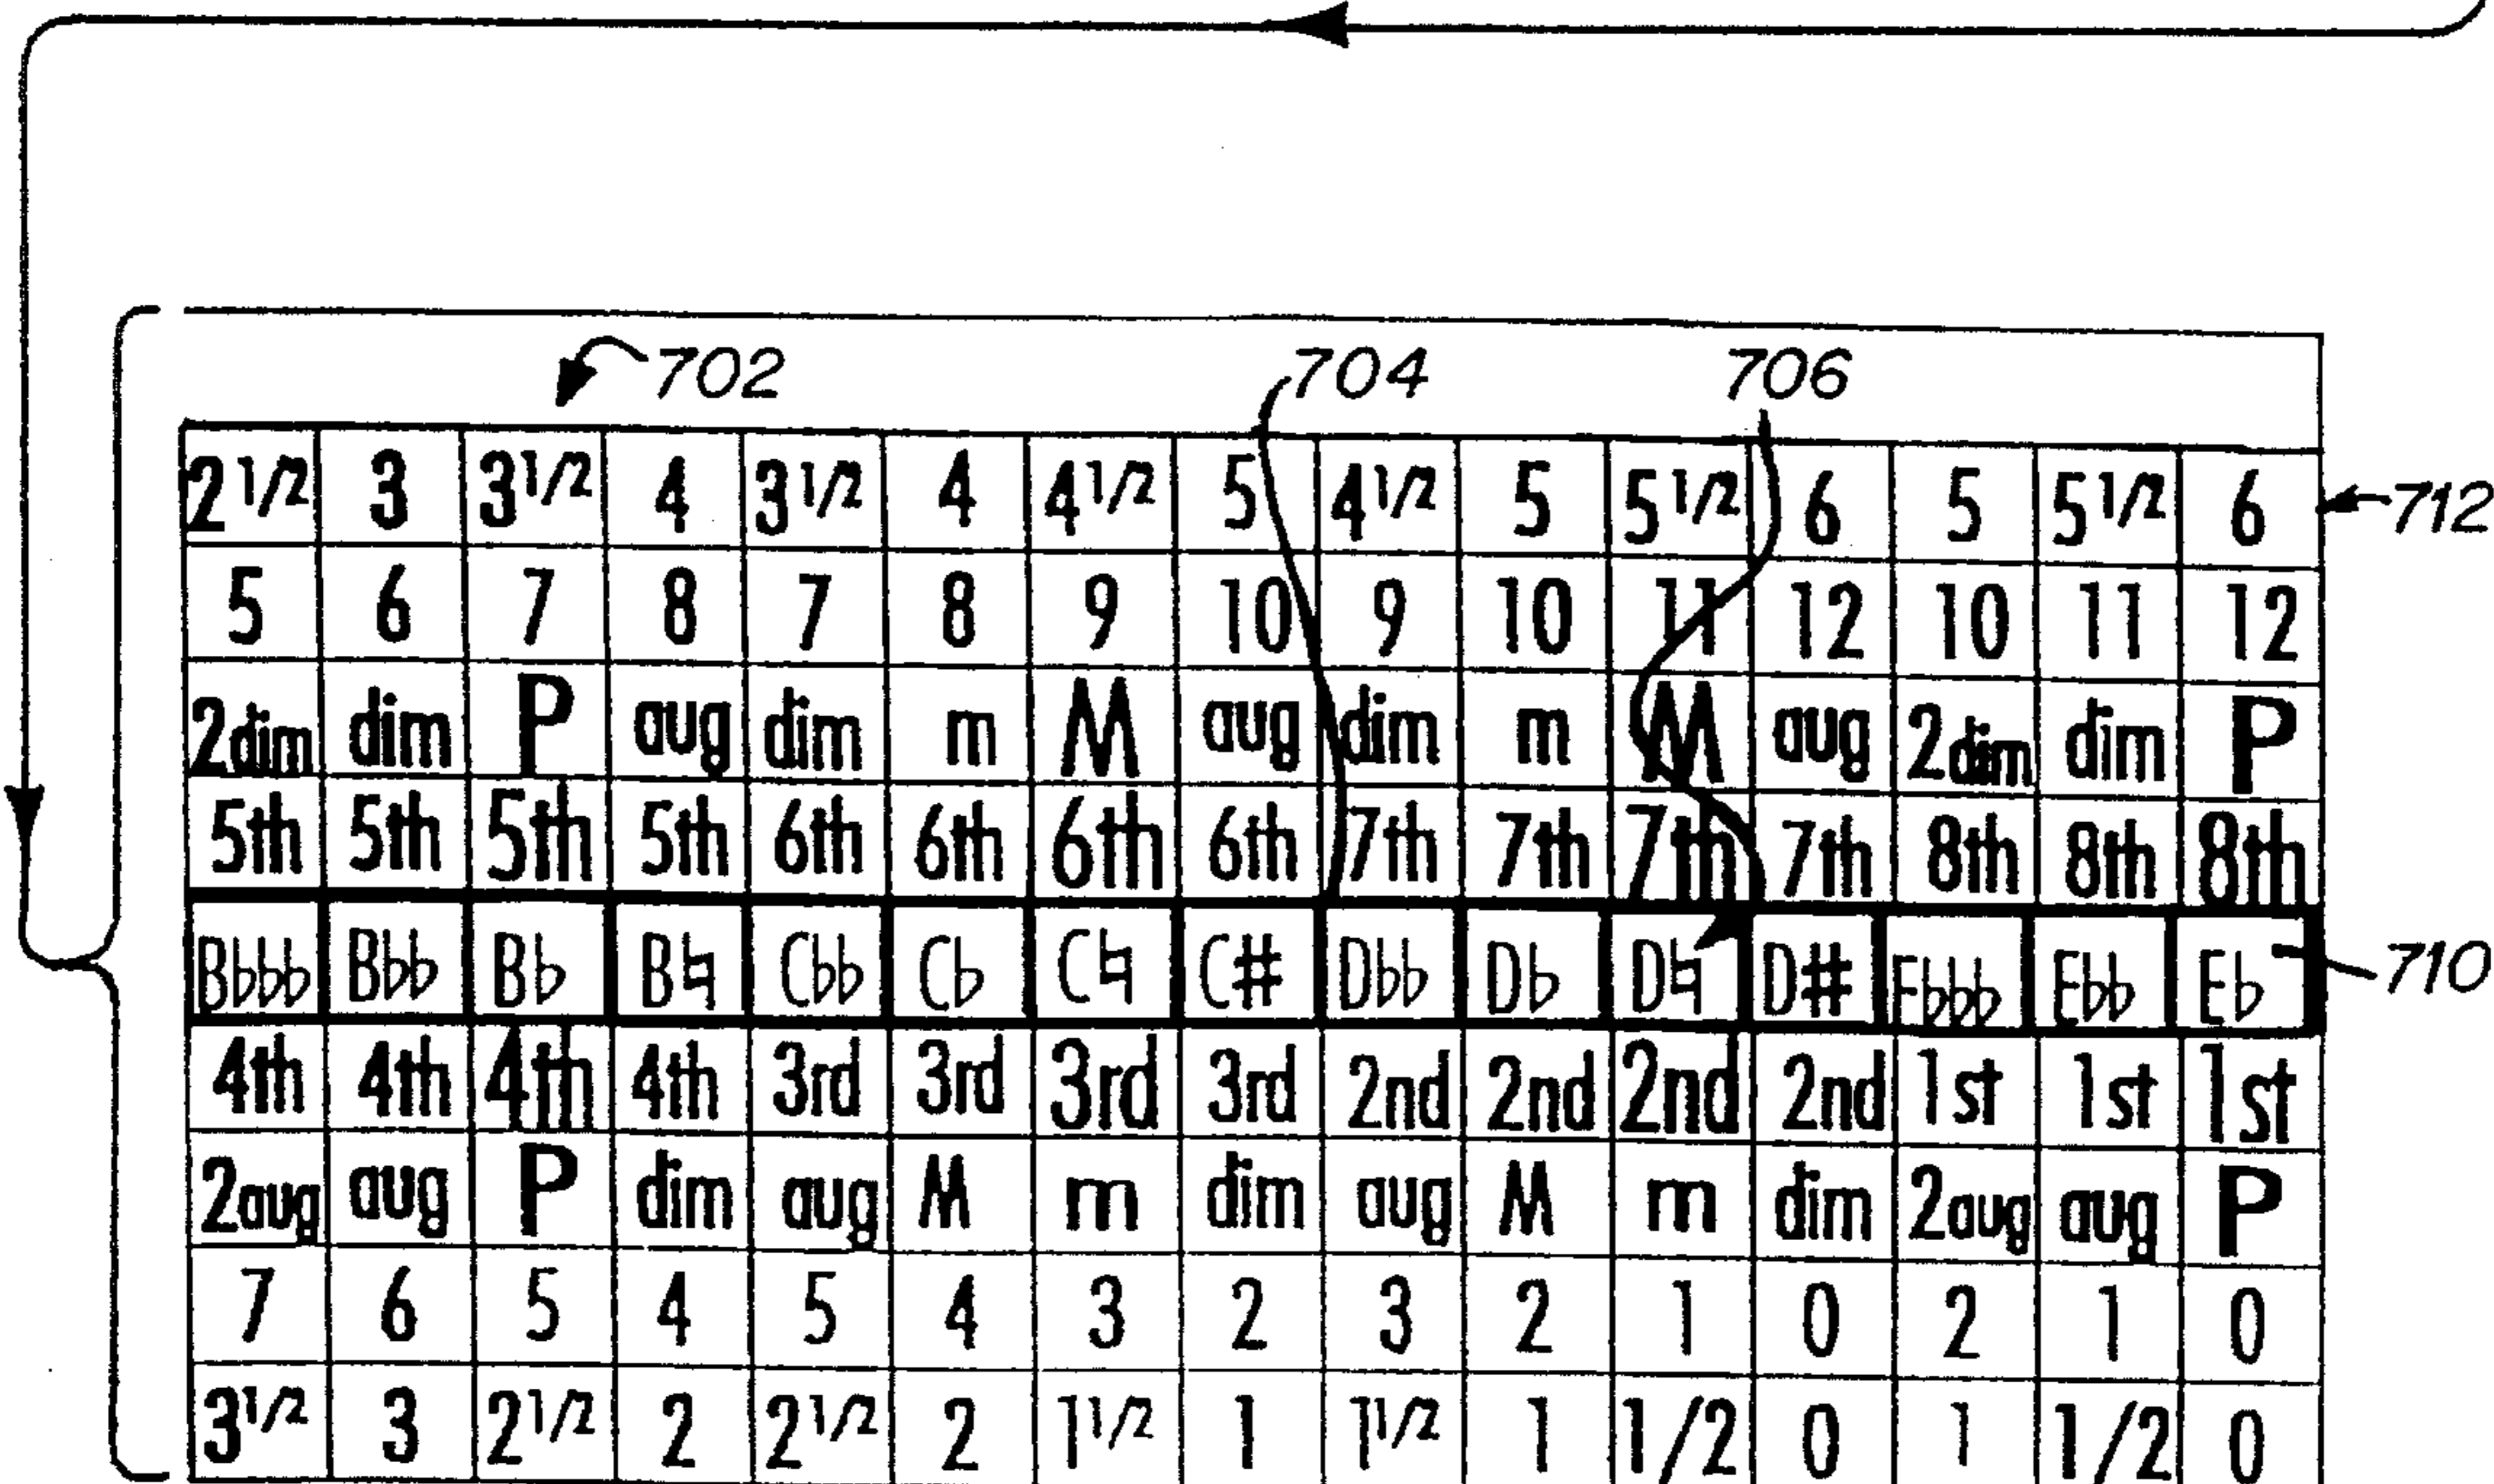 702 704 706
2 1/2 3 3 1/2 4 3 1/2 4 4 1/2 5 4 1/2 5 5 1/2 6 5 5 1/2 6 712
5 6 7 8 7 8 9 10 9 10 11 12 10 11 12
2dim dim P aug dim m M aug dim m M aug 2dim dim P
5th 5th 5th 5th 6th 6th 6th 6th 7th 7th 7th 7th 8th 8th 8th
B♭♭♭ B♭♭ B♭ B♮ C♭♭ C♭ C♮ C# D♭♭ D♭ D♮ D# E♭♭♭ E♭♭ E♭ 710
4th 4th 4th 4th 3rd 3rd 3rd 3rd 2nd 2nd 2nd 2nd 1st 1st 1st
2aug aug P dim aug M m dim aug M m dim 2aug aug P
7 6 5 4 5 4 3 2 3 2 1 0 2 1 0
3 1/2 3 2 1/2 2 2 1/2 2 1 1/2 1 1 1/2 1 1/2 0 1 1/2 0